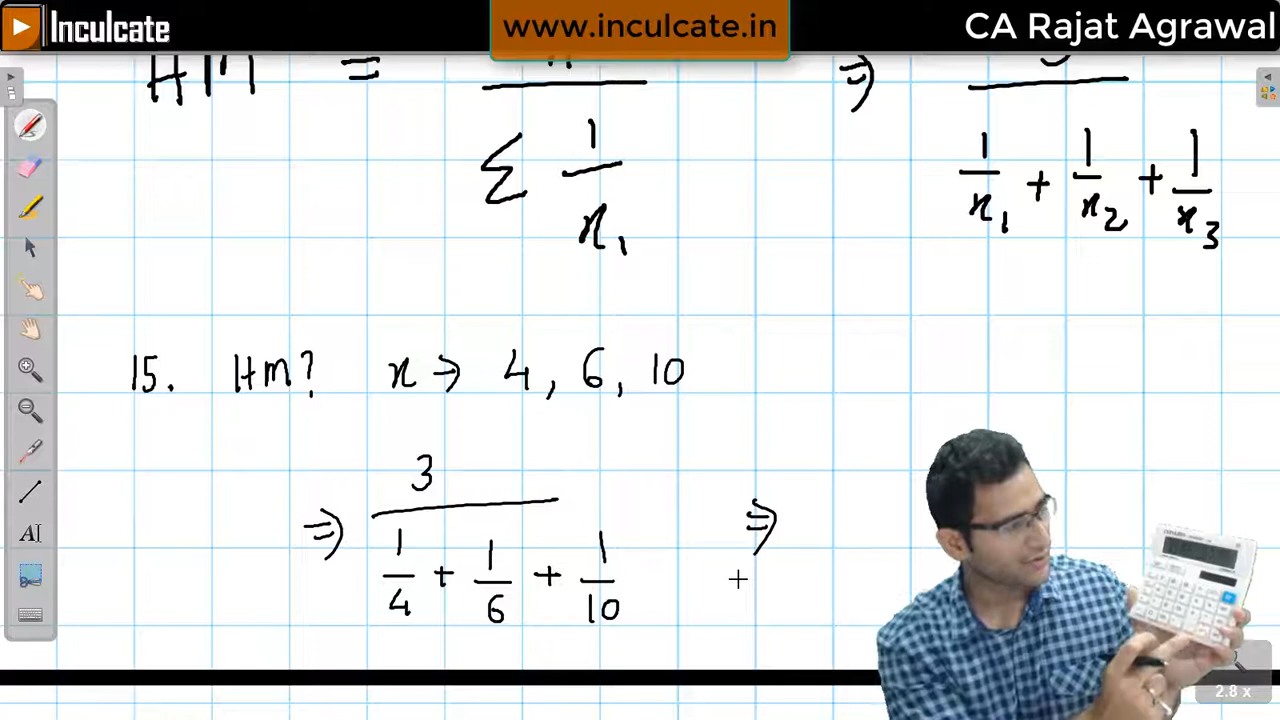 Inculcate
www.inculcate.in
CA Rajat Agrawal
HM = n / Σ 1/x₁ ⇒ 3 / 1/x₁ + 1/x₂ + 1/x₃
15. HM? x → 4, 6, 10
⇒ 3 / 1/4 + 1/6 + 1/10 ⇒
2.8 x